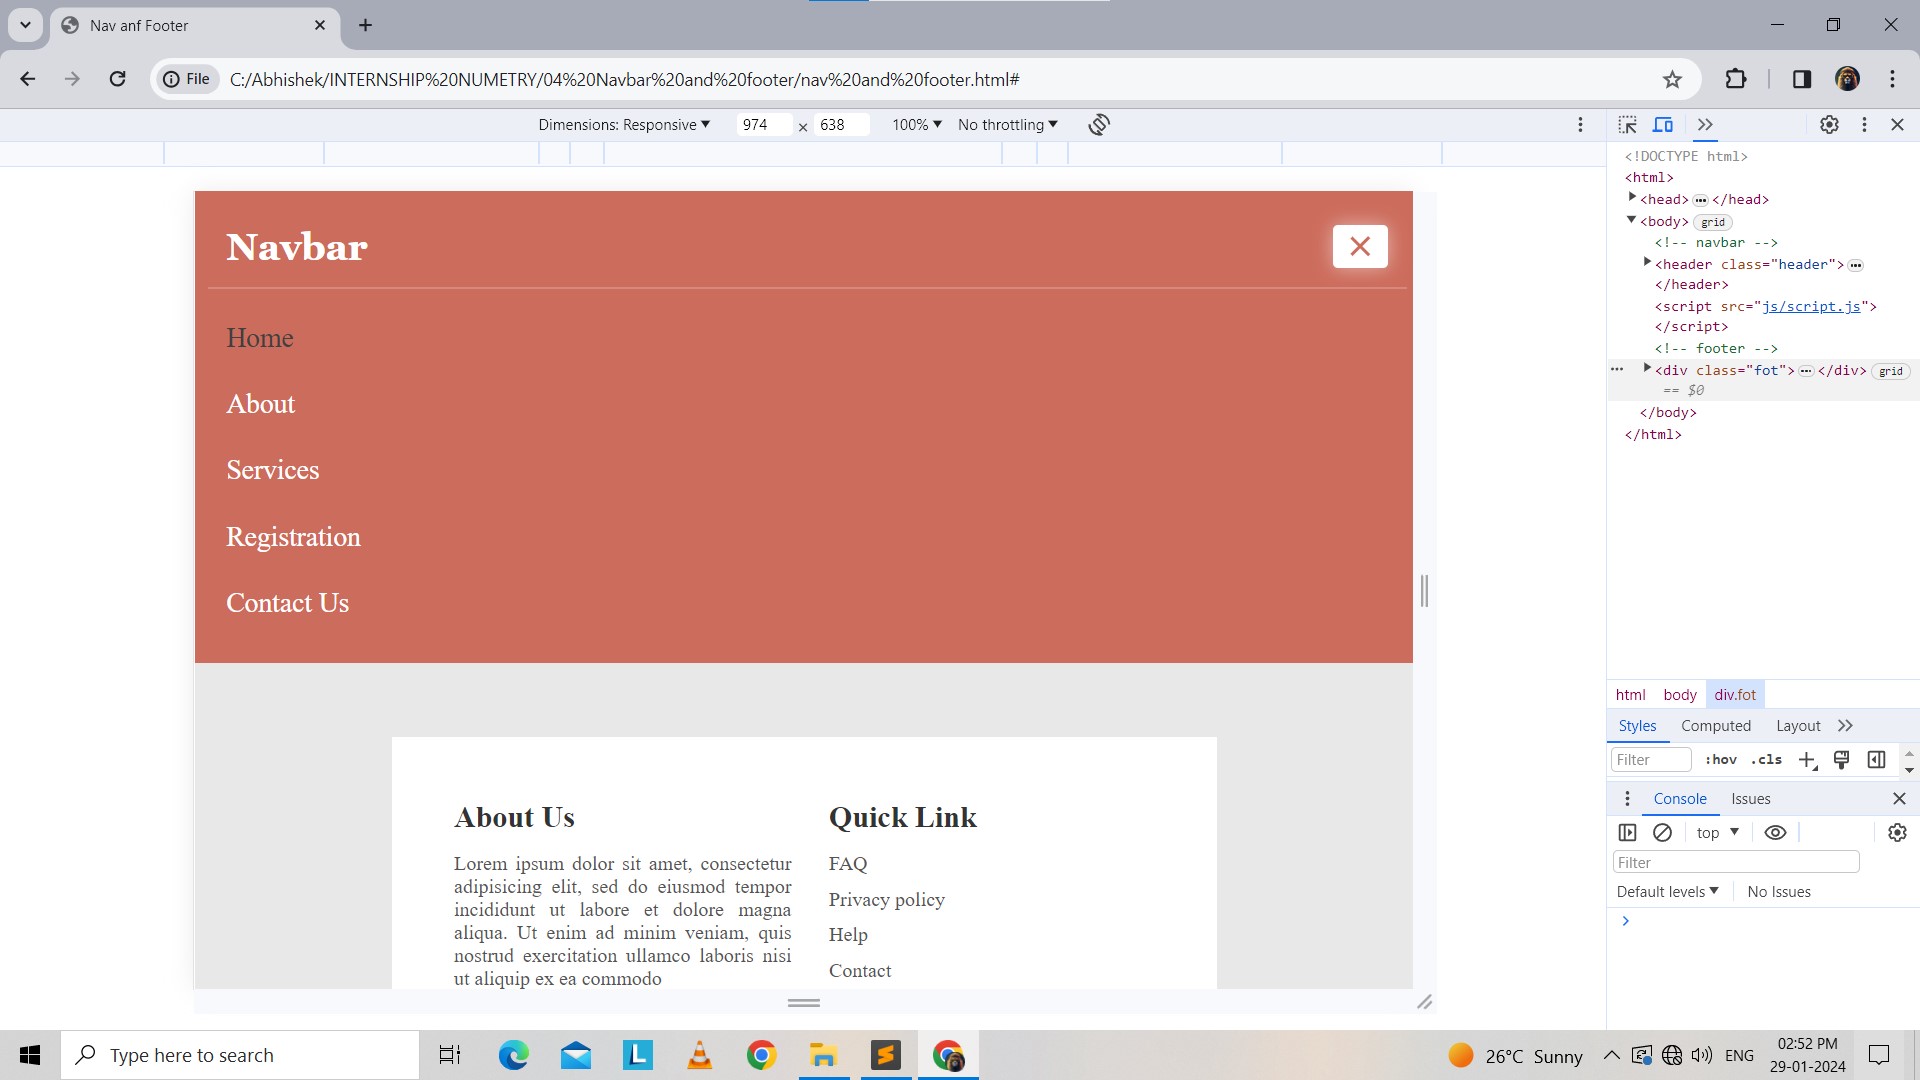 Nav anf Footer
File
C:/Abhishek/INTERNSHIP%20NUMETRY/04%20Navbar%20and%20footer/nav%20and%20footer.html#
Dimensions: Responsive 974 × 638 100% No throttling
Navbar
Home
About
Services
Registration
Contact Us
About Us
Lorem ipsum dolor sit amet, consectetur
adipisicing elit, sed do eiusmod tempor
incididunt ut labore et dolore magna
aliqua. Ut enim ad minim veniam, quis
nostrud exercitation ullamco laboris nisi
ut aliquip ex ea commodo
Quick Link
FAQ
Privacy policy
Help
Contact
<!DOCTYPE html>
<html>
<head> ••• </head>
<body> grid
<!-- navbar -->
<header class="header"> •••
</header>
<script src="js/script.js">
</script>
<!-- footer -->
••• <div class="fot"> ••• </div> grid
== $0
</body>
</html>
html body div.fot
Styles Computed Layout
Filter :hov .cls
Console Issues
top
Filter
Default levels No Issues
Type here to search
L
S
26°C Sunny
ENG
02:52 PM
29-01-2024